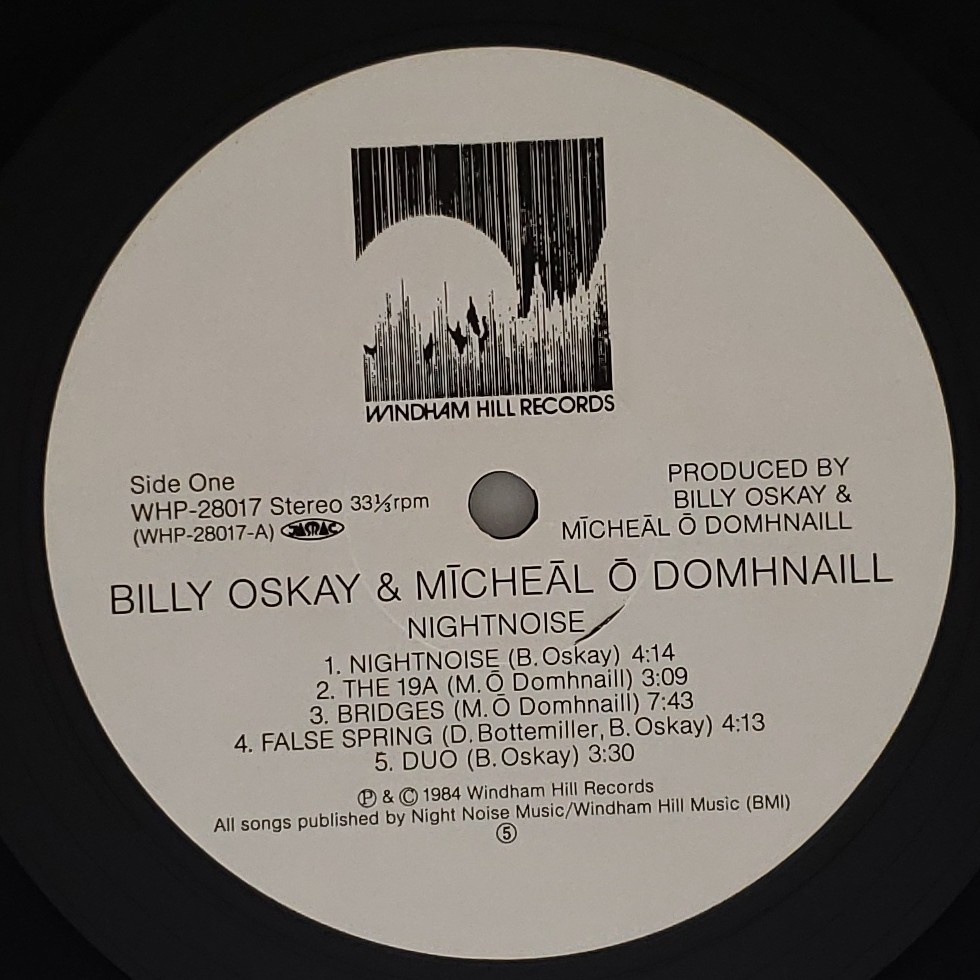 WINDHAM HILL RECORDS
Side One
WHP-28017 Stereo 33⅓rpm
(WHP-28017-A) JASRAC
PRODUCED BY
BILLY OSKAY &
MĪCHEĀL Ō DOMHNAILL
BILLY OSKAY & MĪCHEĀL Ō DOMHNAILL
NIGHTNOISE
1. NIGHTNOISE (B. Oskay) 4:14
2. THE 19A (M. Ō Domhnaill) 3:09
3. BRIDGES (M. Ō Domhnaill) 7:43
4. FALSE SPRING (D. Bottemiller, B. Oskay) 4:13
5. DUO (B. Oskay) 3:30
Ⓟ & Ⓒ 1984 Windham Hill Records
All songs published by Night Noise Music/Windham Hill Music (BMI)
⑤